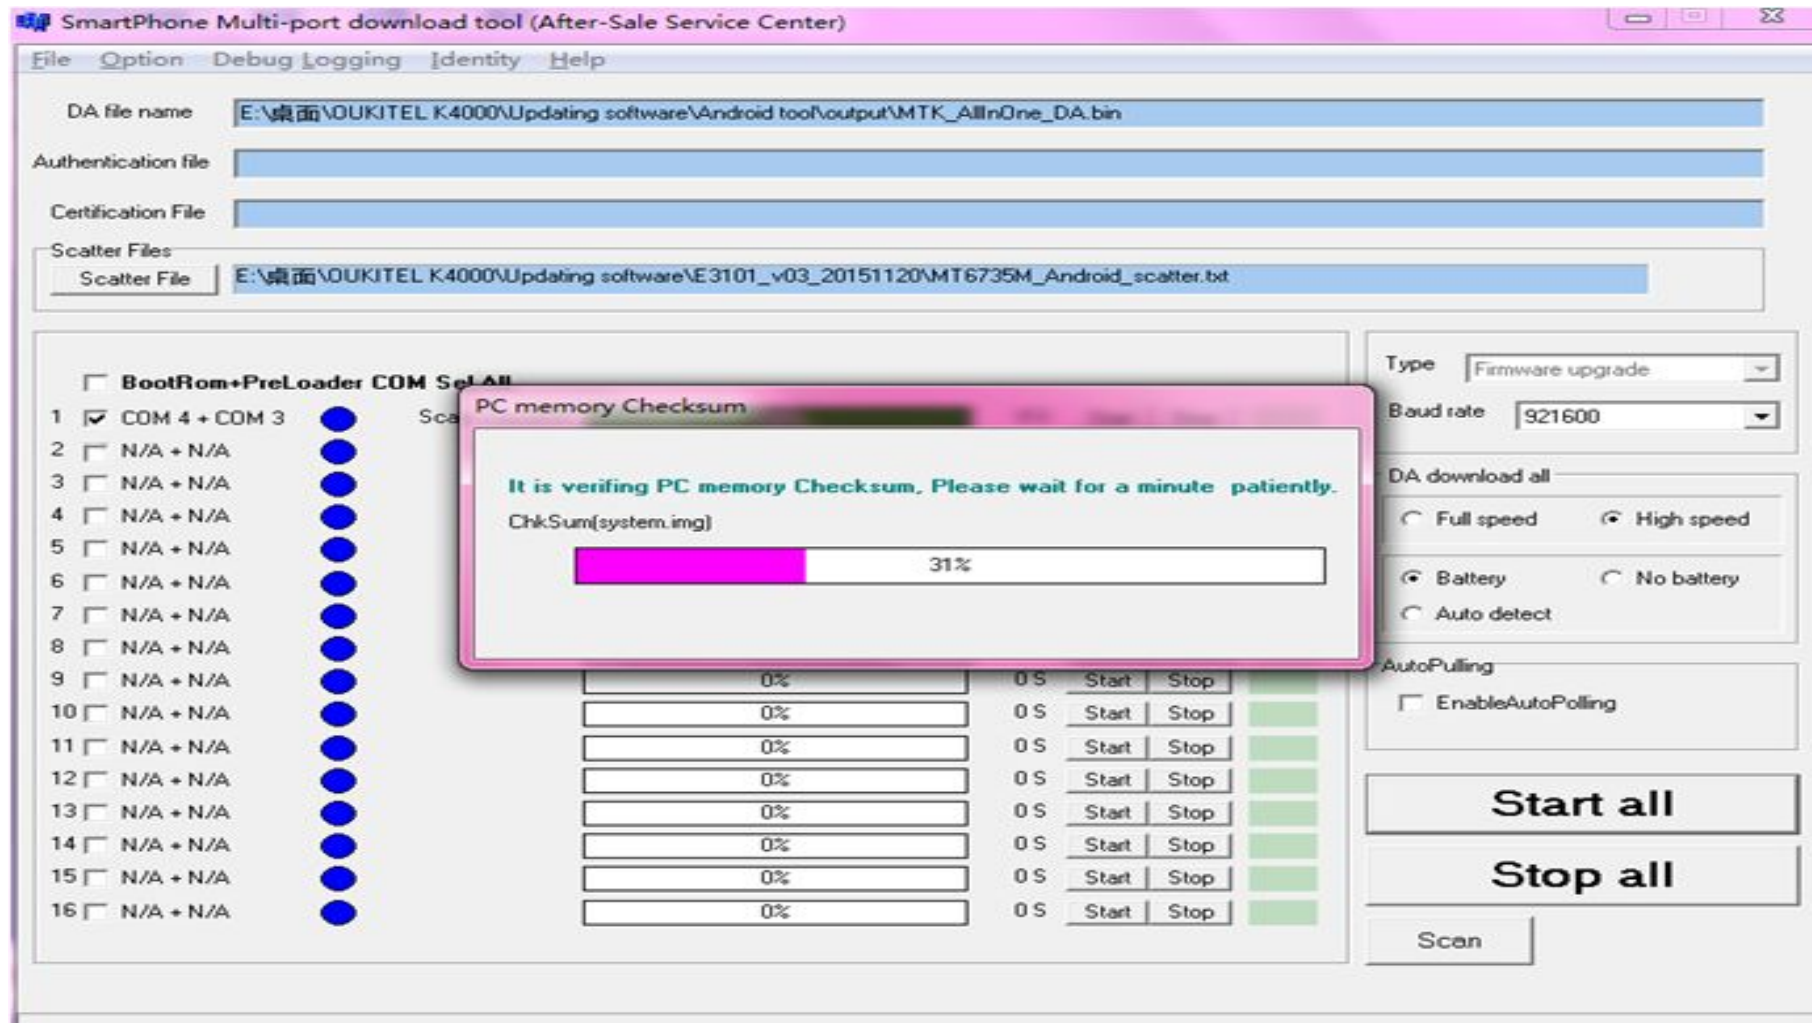 SmartPhone Multi-port download tool (After-Sale Service Center)
File Option Debug Logging Identity Help
DA file name E:\桌面\OUKITEL K4000\Updating software\Android tool\output\MTK_AllInOne_DA.bin
Authentication file
Certification File
Scatter Files
Scatter File E:\桌面\OUKITEL K4000\Updating software\E3101_v03_20151120\MT6735M_Android_scatter.txt
BootRom+PreLoader COM Sel All
Type Firmware upgrade
Baud rate 921600
1 COM 4 + COM 3 Sca
2 N/A + N/A
3 N/A + N/A
4 N/A + N/A
5 N/A + N/A
6 N/A + N/A
7 N/A + N/A
8 N/A + N/A
PC memory Checksum
It is verifing PC memory Checksum, Please wait for a minute patiently.
ChkSum(system.img)
31%
9 N/A + N/A 0% 0 S Start Stop
10 N/A + N/A 0% 0 S Start Stop
11 N/A + N/A 0% 0 S Start Stop
12 N/A + N/A 0% 0 S Start Stop
13 N/A + N/A 0% 0 S Start Stop
14 N/A + N/A 0% 0 S Start Stop
15 N/A + N/A 0% 0 S Start Stop
16 N/A + N/A 0% 0 S Start Stop
DA download all
Full speed High speed
Battery No battery
Auto detect
AutoPulling
EnableAutoPolling
Start all
Stop all
Scan